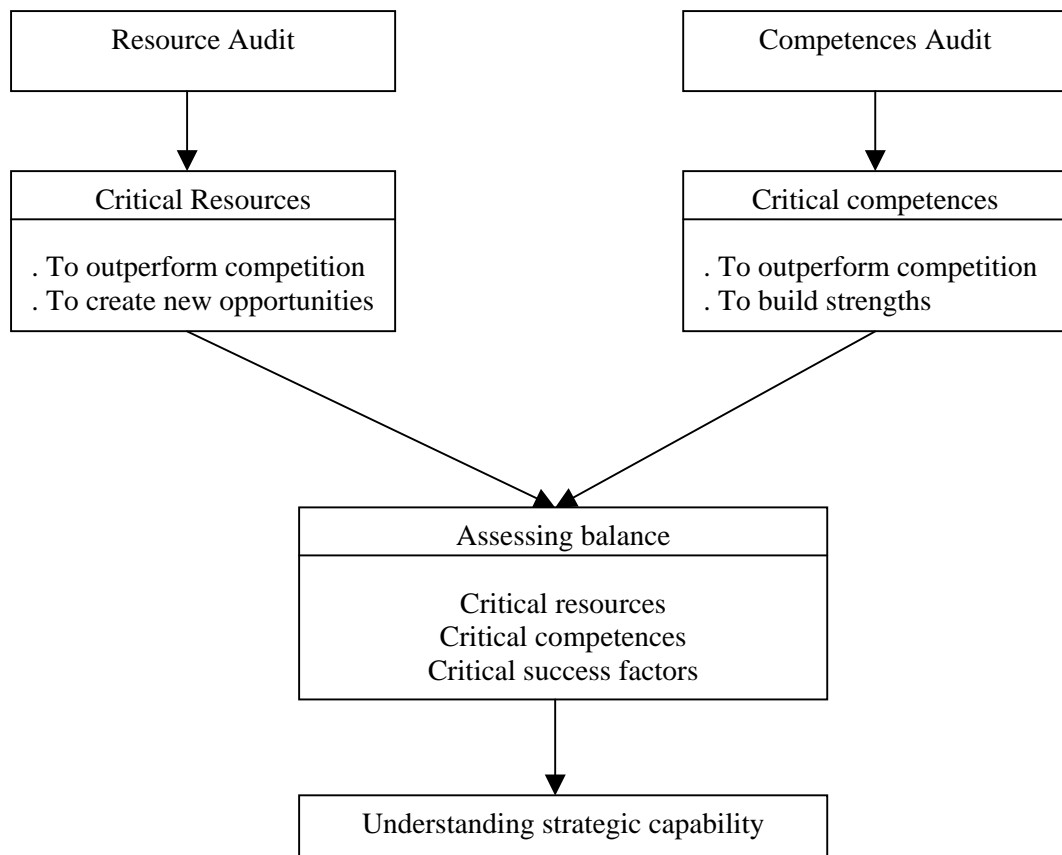 Resource Audit
Competences Audit
Critical Resources
. To outperform competition
. To create new opportunities
Critical competences
. To outperform competition
. To build strengths
Assessing balance
Critical resources
Critical competences
Critical success factors
Understanding strategic capability